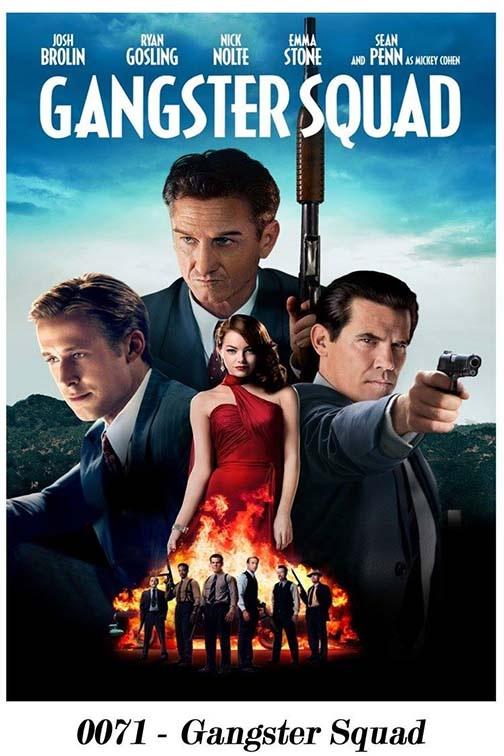 JOSH BROLIN RYAN GOSLING NICK NOLTE EMMA STONE AND SEAN PENN AS MICKEY COHEN
GANGSTER SQUAD
0071 - Gangster Squad